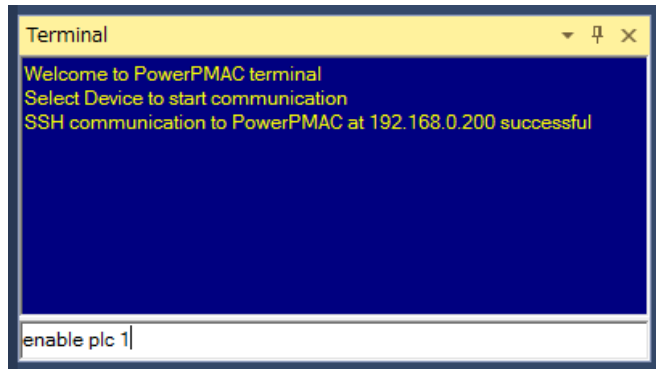 Terminal
Welcome to PowerPMAC terminal
Select Device to start communication
SSH communication to PowerPMAC at 192.168.0.200 successful
enable plc 1